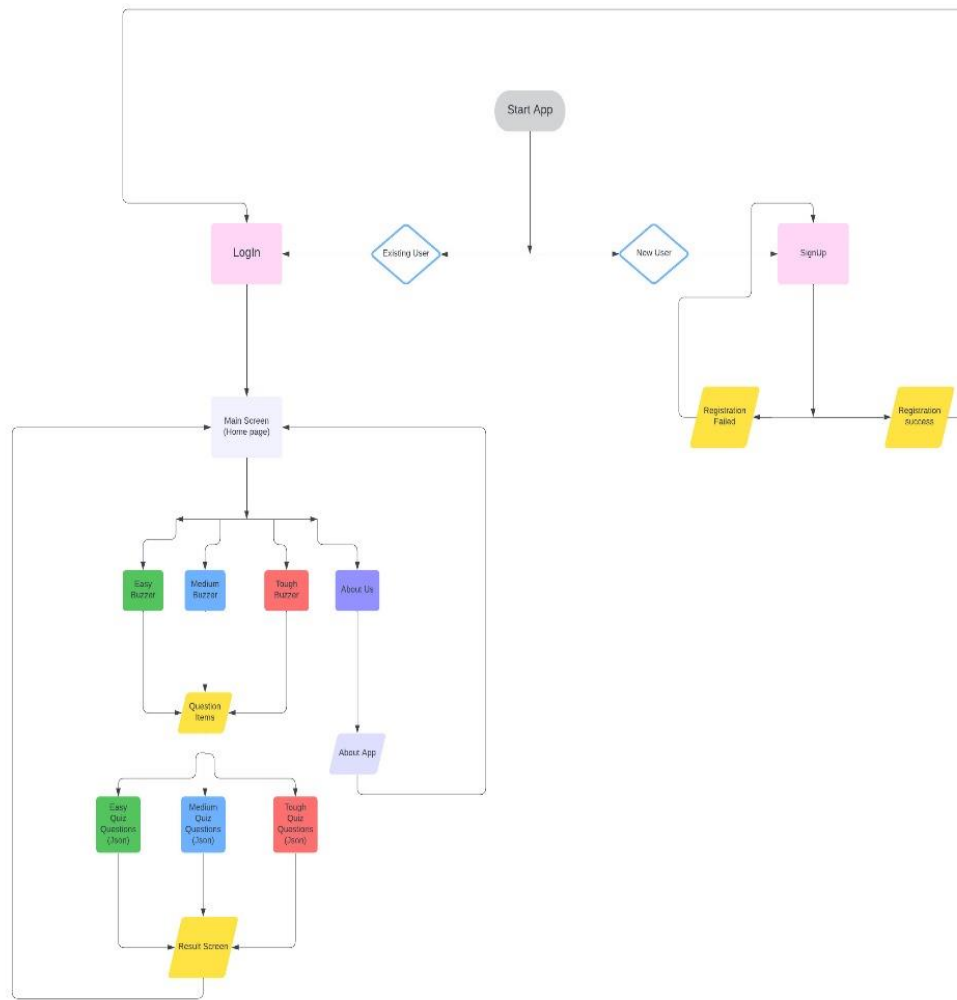 Start App
LogIn
Existing User
New User
SignUp
Main Screen
(Home page)
Registration
Failed
Registration
success
Easy
Buzzer
Medium
Buzzer
Tough
Buzzer
About Us
Question
Items
About App
Easy
Quiz
Questions
(Json)
Medium
Quiz
Questions
(Json)
Tough
Quiz
Questions
(Json)
Result Screen